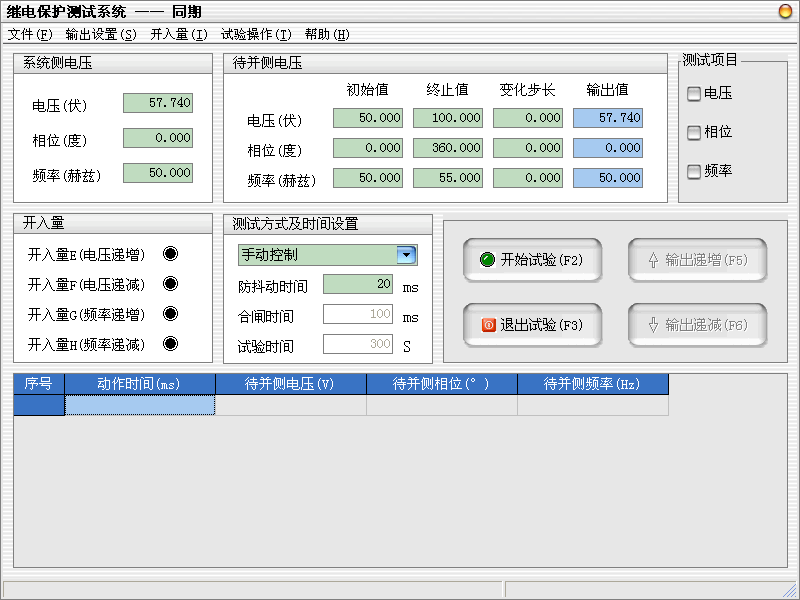 继电保护测试系统 —— 同期
文件(F) 输出设置(S) 开入量(I) 试验操作(T) 帮助(H)
系统侧电压
电压(伏) 57.740
相位(度) 0.000
频率(赫兹) 50.000
待并侧电压
初始值 终止值 变化步长 输出值
电压(伏) 50.000 100.000 0.000 57.740
相位(度) 0.000 360.000 0.000 0.000
频率(赫兹) 50.000 55.000 0.000 50.000
测试项目
电压
相位
频率
开入量
开入量E(电压递增)
开入量F(电压递减)
开入量G(频率递增)
开入量H(频率递减)
测试方式及时间设置
手动控制
防抖动时间 20 ms
合闸时间 100 ms
试验时间 300 S
开始试验(F2) 输出递增(F5)
退出试验(F3) 输出递减(F6)
序号 动作时间(ms) 待并侧电压(V) 待并侧相位(°) 待并侧频率(Hz)